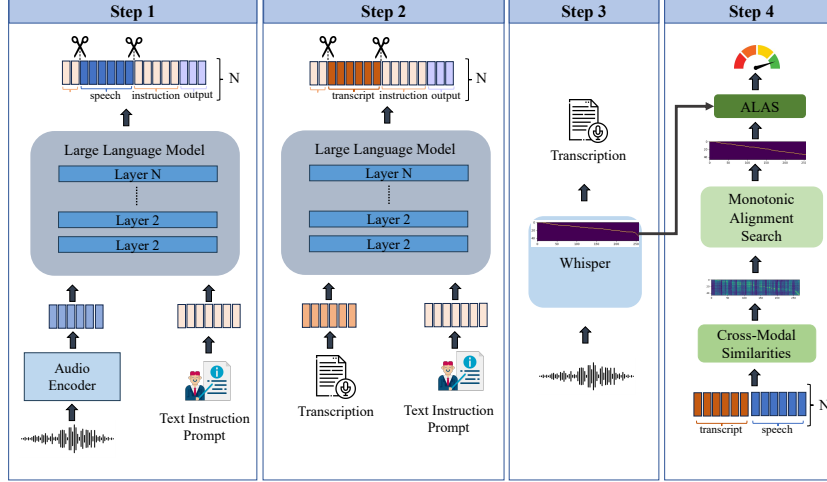 Step 1
speech
instruction
output
N
Large Language Model
Layer N
Layer 2
Layer 2
Audio
Encoder
Text Instruction
Prompt
Step 2
transcript
instruction
output
N
Large Language Model
Layer N
Layer 2
Layer 2
Transcription
Text Instruction
Prompt
Step 3
Transcription
Whisper
Step 4
ALAS
Monotonic
Alignment
Search
Cross-Modal
Similarities
transcript
speech
N